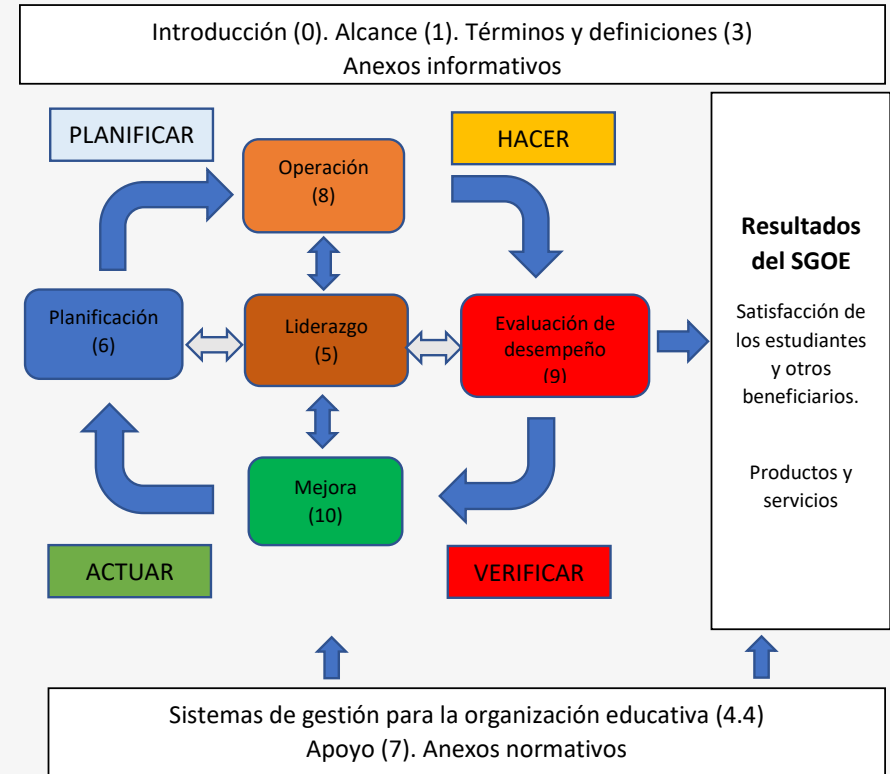 Introducción (0). Alcance (1). Términos y definiciones (3)
Anexos informativos
PLANIFICAR
HACER
Operación
(8)
Planificación
(6)
Liderazgo
(5)
Evaluación de
desempeño
(9)
Mejora
(10)
ACTUAR
VERIFICAR
Resultados
del SGOE
Satisfacción de
los estudiantes
y otros
beneficiarios.
Productos y
servicios
Sistemas de gestión para la organización educativa (4.4)
Apoyo (7). Anexos normativos